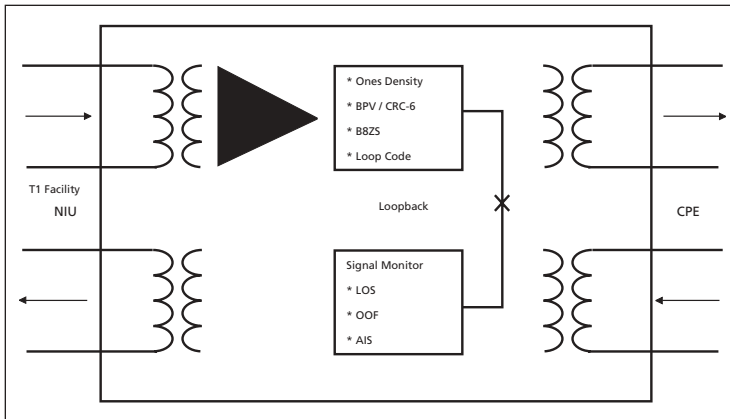 * Ones Density
* BPV / CRC-6
* B8ZS
* Loop Code
T1 Facility
NIU
Loopback
CPE
Signal Monitor
* LOS
* OOF
* AIS